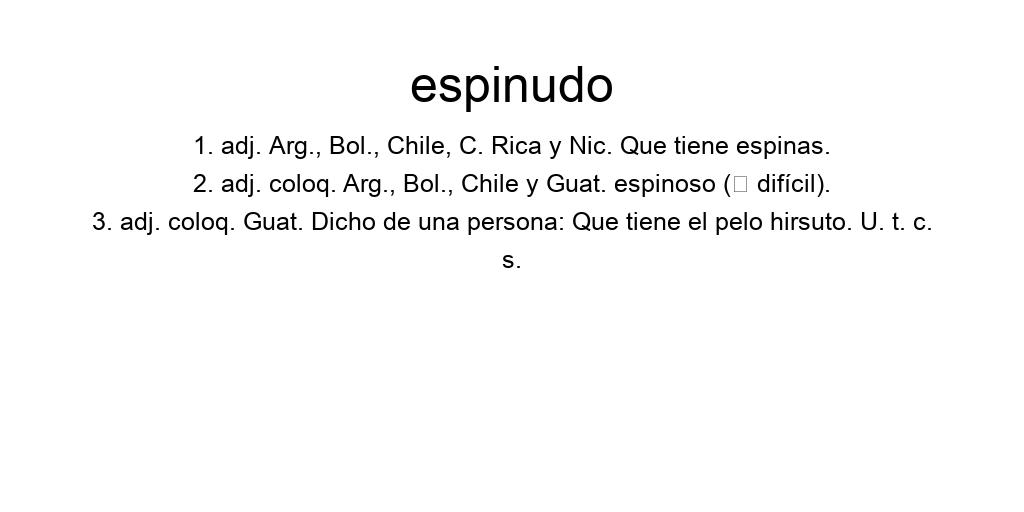 espinudo
1. adj. Arg., Bol., Chile, C. Rica y Nic. Que tiene espinas.
2. adj. coloq. Arg., Bol., Chile y Guat. espinoso (▯ difícil).
3. adj. coloq. Guat. Dicho de una persona: Que tiene el pelo hirsuto. U. t. c.
s.